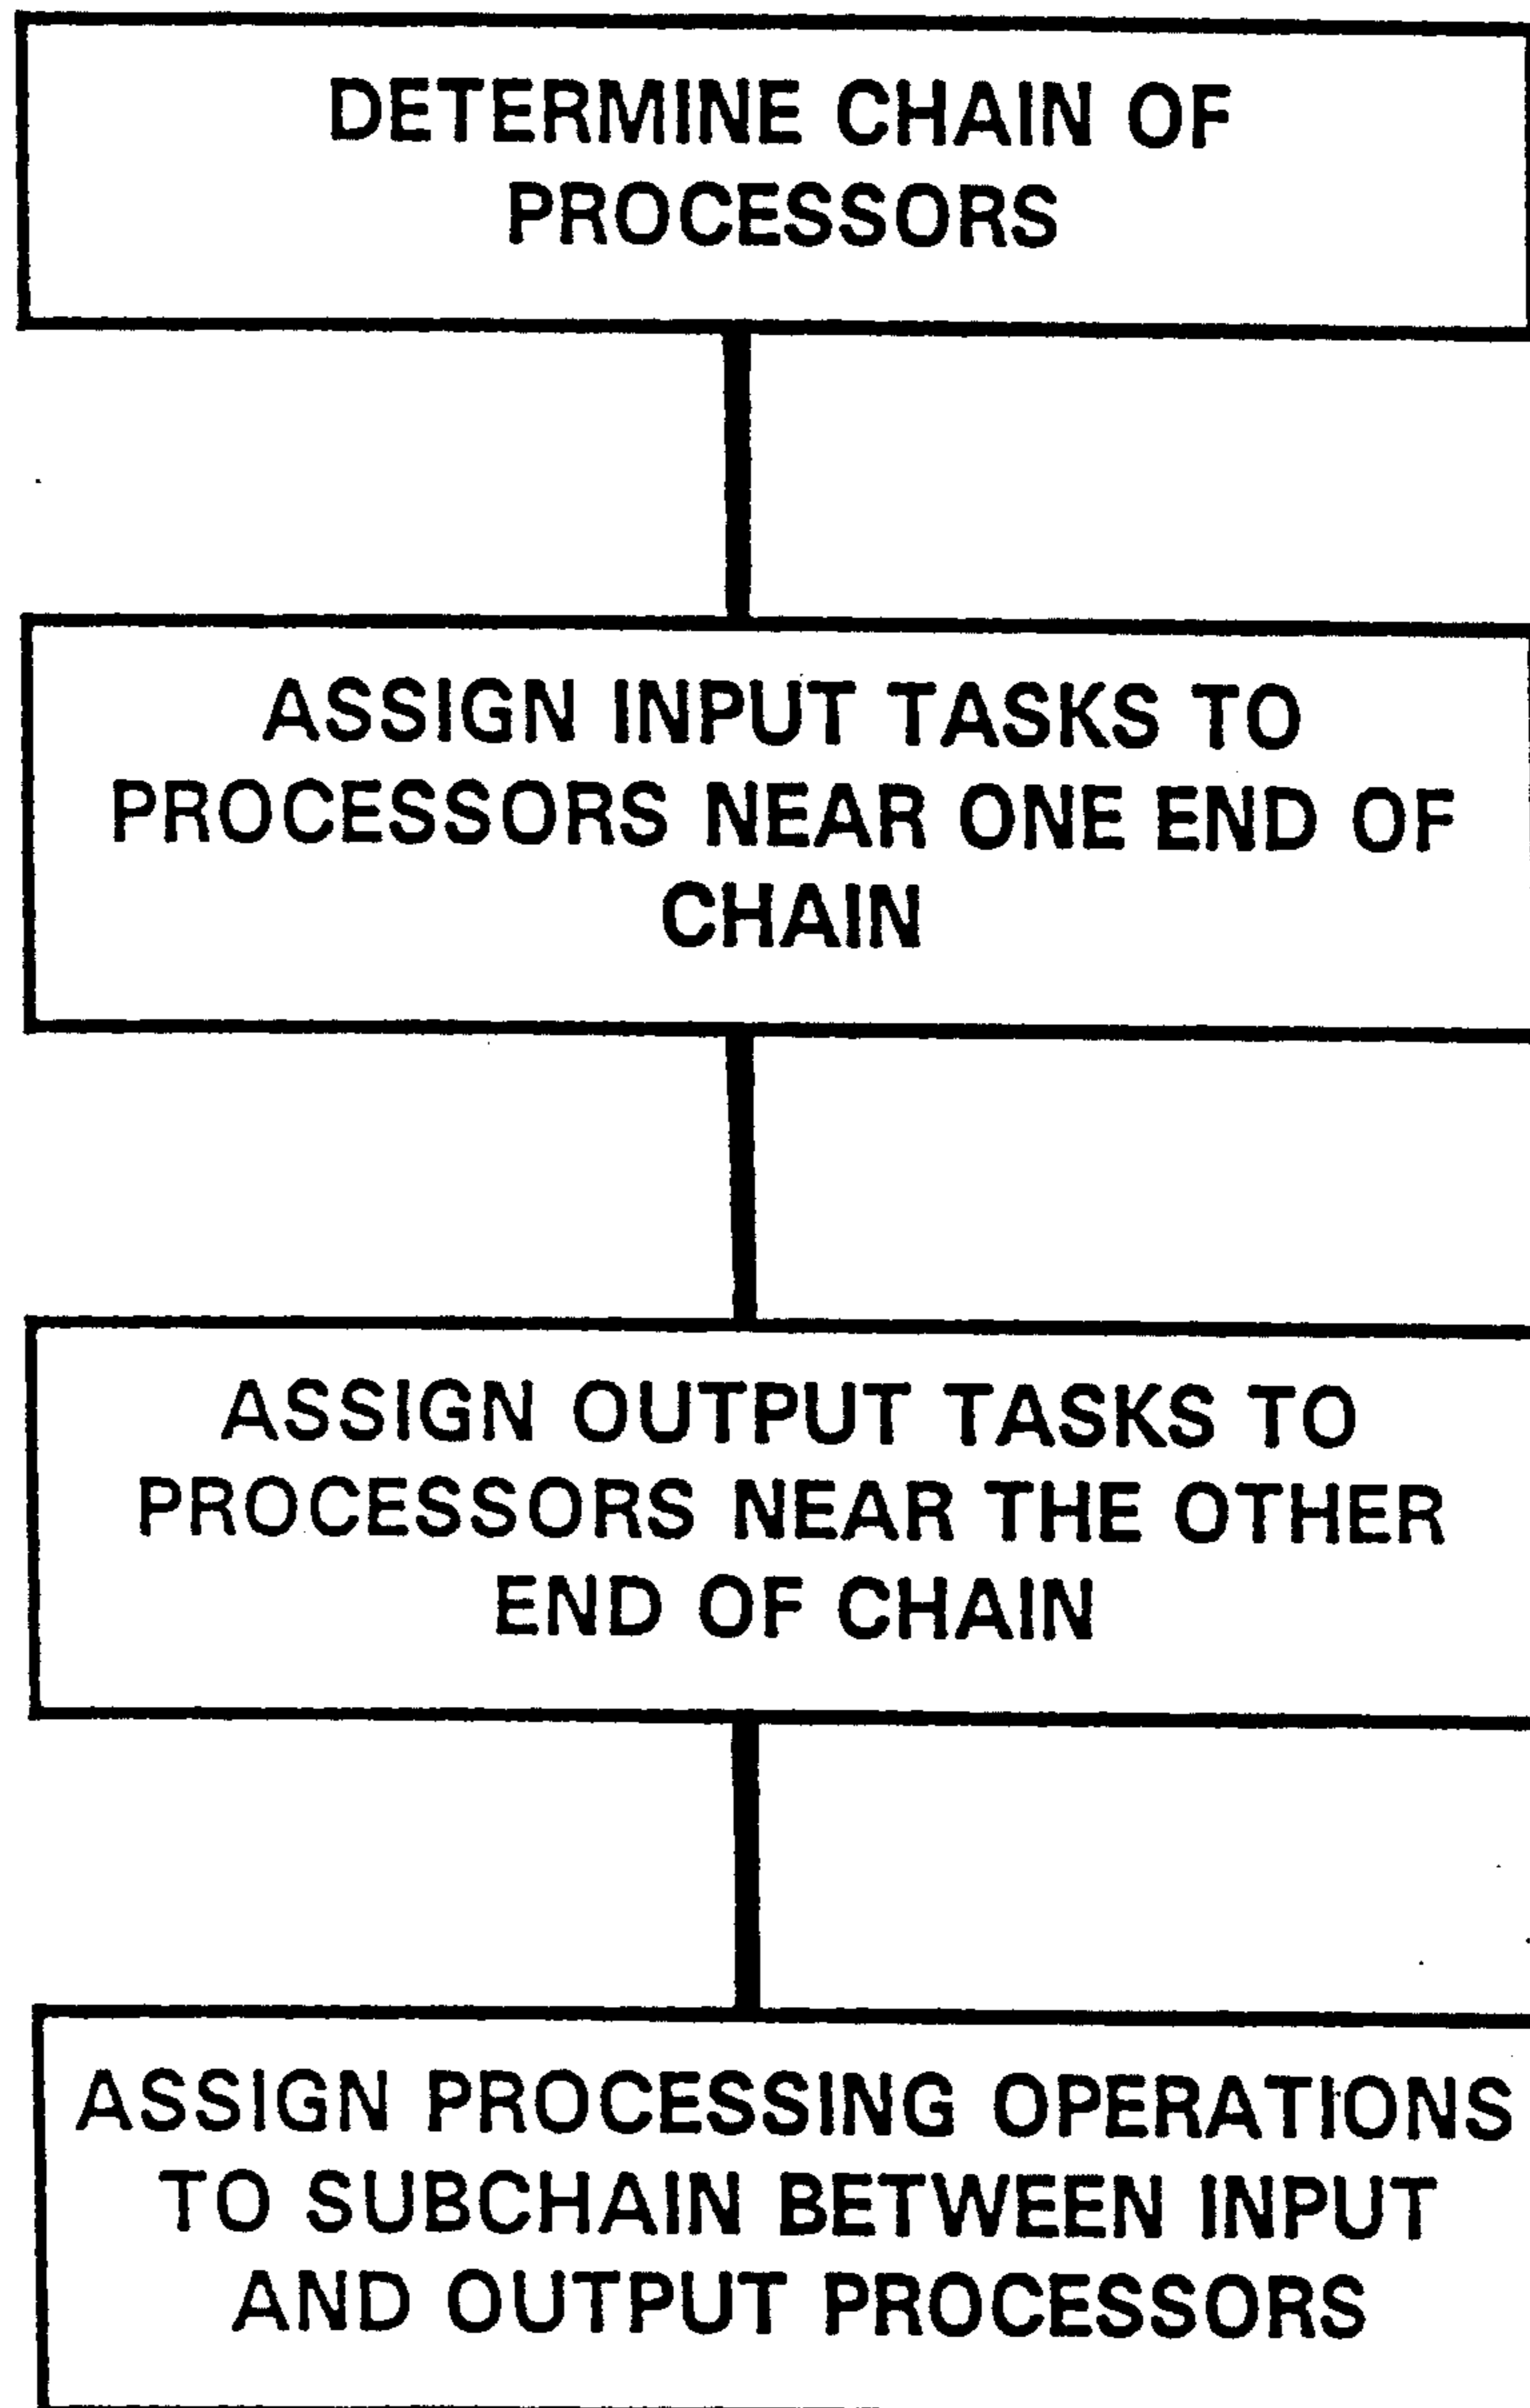 DETERMINE CHAIN OF
PROCESSORS
ASSIGN INPUT TASKS TO
PROCESSORS NEAR ONE END OF
CHAIN
ASSIGN OUTPUT TASKS TO
PROCESSORS NEAR THE OTHER
END OF CHAIN
ASSIGN PROCESSING OPERATIONS
TO SUBCHAIN BETWEEN INPUT
AND OUTPUT PROCESSORS